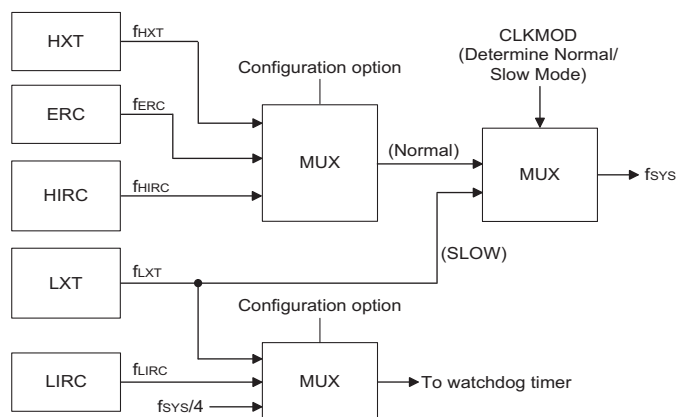 HXT
fHXT
CLKMOD
(Determine Normal/
Slow Mode)
Configuration option
ERC
fERC
MUX
(Normal)
MUX
fSYS
HIRC
fHIRC
(SLOW)
LXT
fLXT
Configuration option
LIRC
fLIRC
MUX
To watchdog timer
fSYS/4